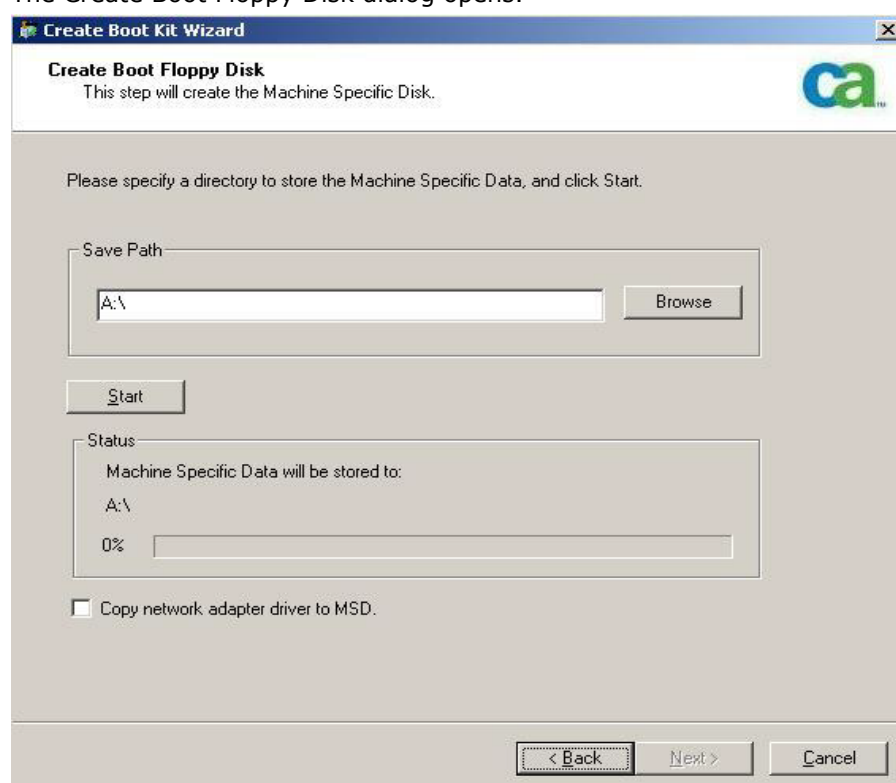 The Create Boot Floppy Disk dialog opens.
Create Boot Kit Wizard
Create Boot Floppy Disk
This step will create the Machine Specific Disk.
ca
Please specify a directory to store the Machine Specific Data, and click Start.
Save Path
A:\
Browse
Start
Status
Machine Specific Data will be stored to:
A:\
0%
Copy network adapter driver to MSD.
< Back
Next >
Cancel